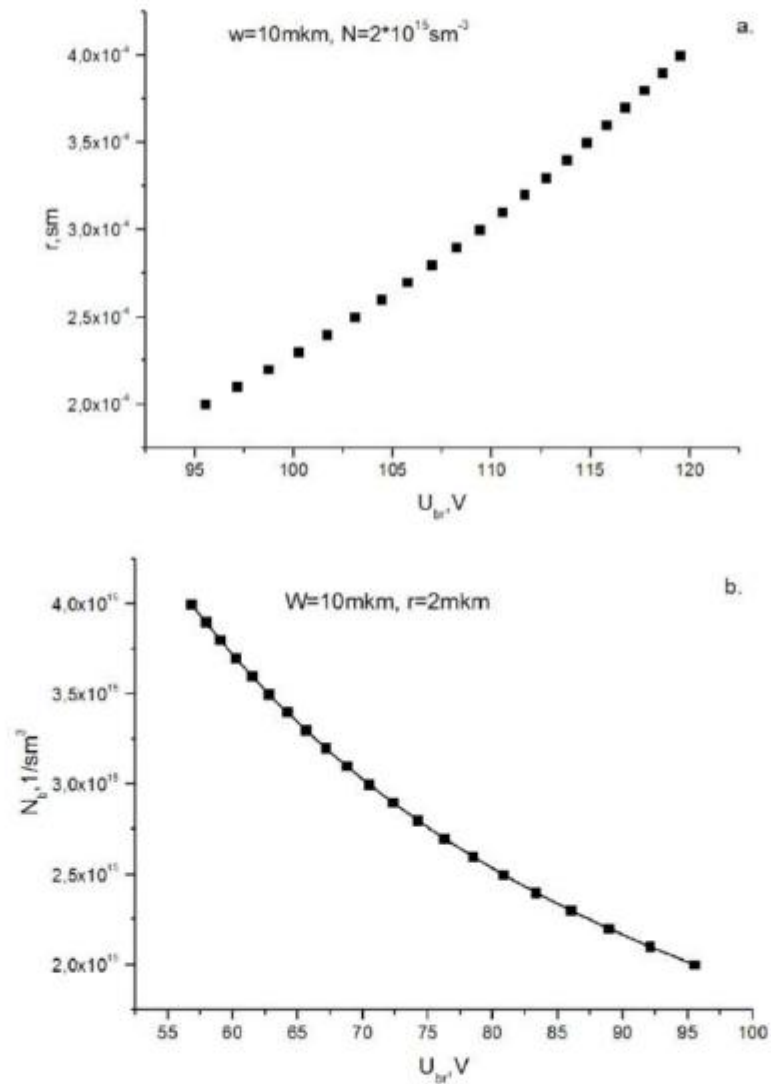 a.
w=10mkm, N=2*10¹⁵sm⁻³
4,0x10⁻⁴
3,5x10⁻⁴
3,0x10⁻⁴
2,5x10⁻⁴
2,0x10⁻⁴
r,sm
95 100 105 110 115 120
U_br,V
b.
W=10mkm, r=2mkm
4,0x10¹⁵
3,5x10¹⁵
3,0x10¹⁵
2,5x10¹⁵
2,0x10¹⁵
N_b,1/sm³
55 60 65 70 75 80 85 90 95 100
U_br,V